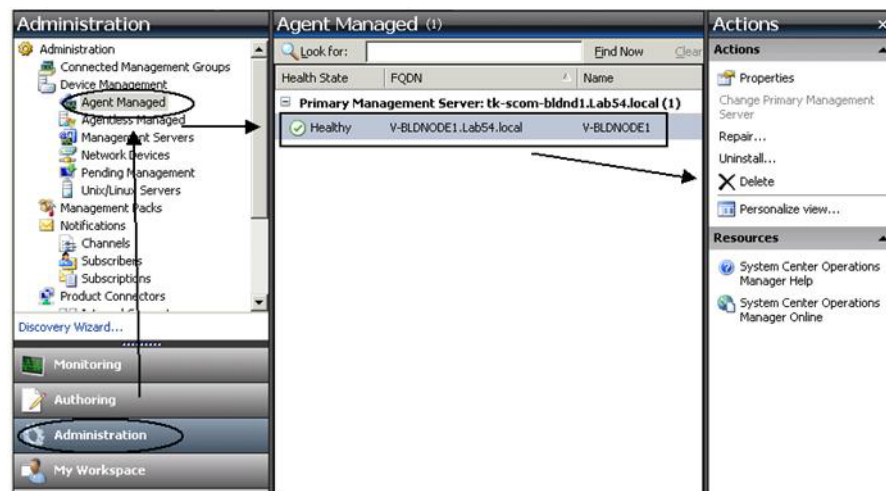 Administration
Administration
Connected Management Groups
Device Management
Agent Managed
Agentless Managed
Management Servers
Network Devices
Pending Management
Unix/Linux Servers
Management Packs
Notifications
Channels
Subscribers
Subscriptions
Product Connectors
Discovery Wizard...
Monitoring
Authoring
Administration
My Workspace
Agent Managed (1)
Look for:
Find Now
Clear
Health State
FQDN
Name
Primary Management Server: tk-scom-bldnd1.Lab54.local (1)
Healthy
V-BLDNODE1.Lab54.local
V-BLDNODE1
Actions
Actions
Properties
Change Primary Management
Server
Repair...
Uninstall...
Delete
Personalize view...
Resources
System Center Operations
Manager Help
System Center Operations
Manager Online